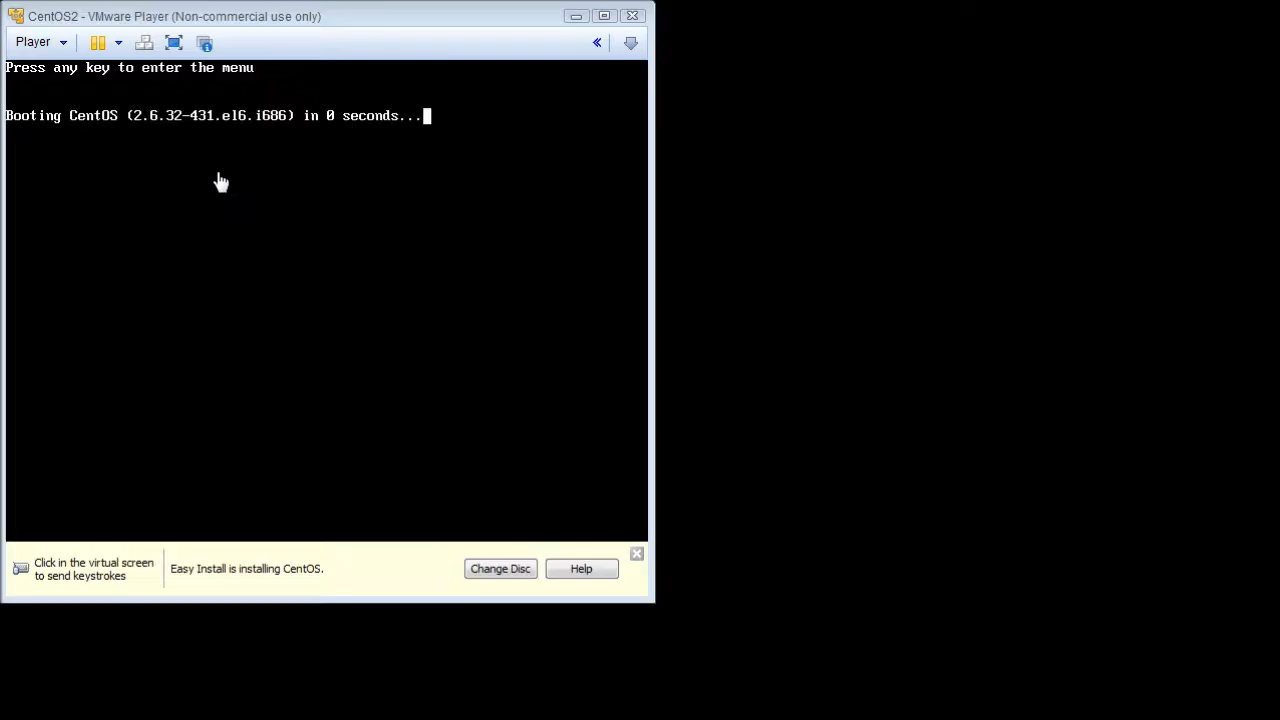 CentOS2 - VMware Player (Non-commercial use only)
Player
Press any key to enter the menu
Booting CentOS (2.6.32-431.el6.i686) in 0 seconds...
Click in the virtual screen
to send keystrokes
Easy Install is installing CentOS.
Change Disc
Help